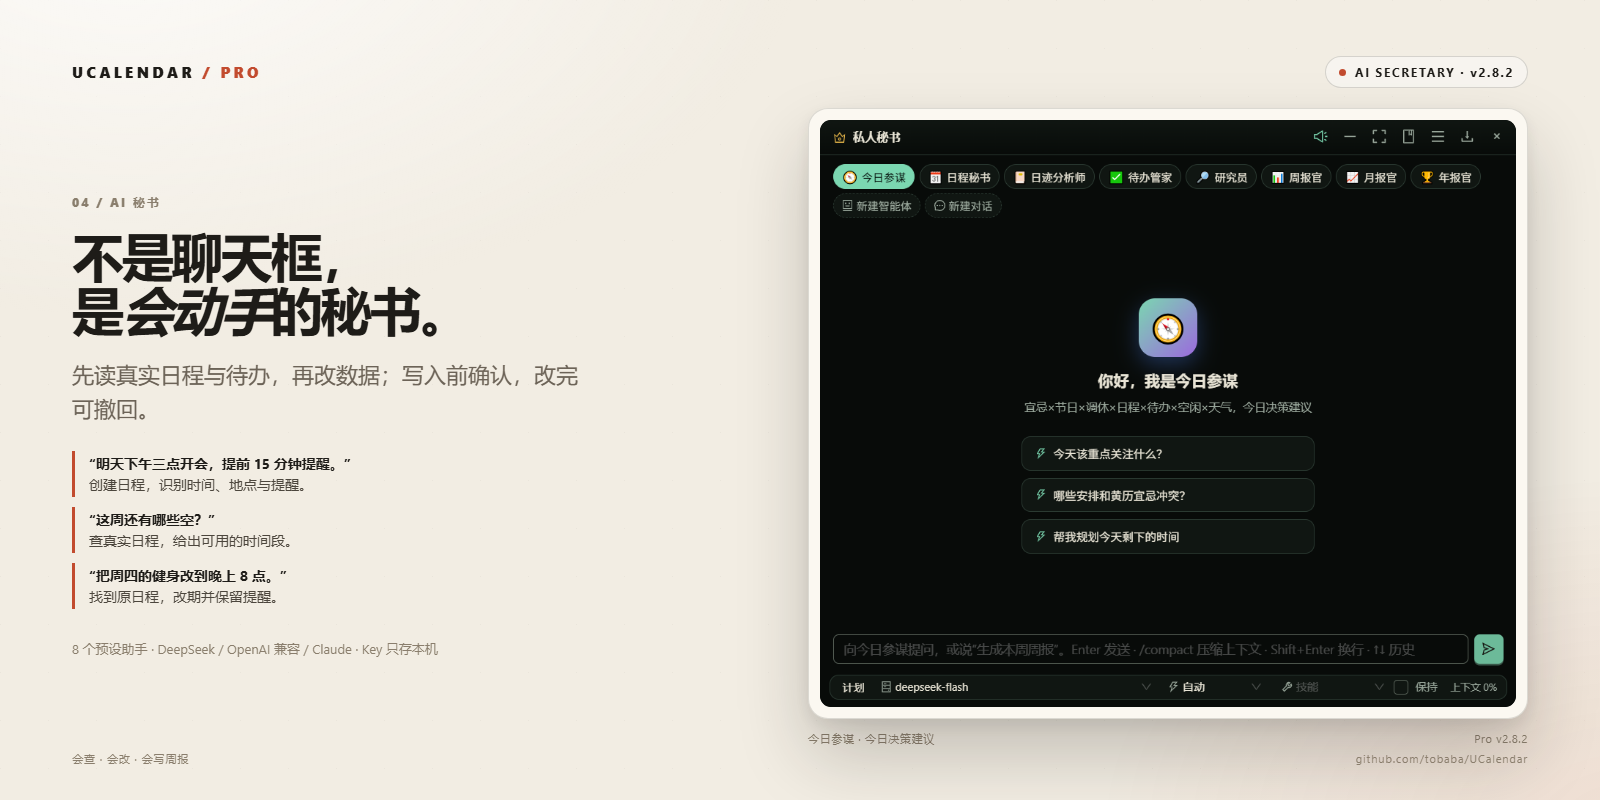 UCALENDAR / PRO
AI SECRETARY · v2.8.2
04 / AI 秘书
不是聊天框，
是会动手的秘书。
先读真实日程与待办，再改数据；写入前确认，改完
可撤回。
“明天下午三点开会，提前 15 分钟提醒。”
创建日程，识别时间、地点与提醒。
“这周还有哪些空？”
查真实日程，给出可用的时间段。
“把周四的健身改到晚上 8 点。”
找到原日程，改期并保留提醒。
8 个预设助手 · DeepSeek / OpenAI 兼容 / Claude · Key 只存本机
会查 · 会改 · 会写周报
私人秘书
今日参谋 日程秘书 日迹分析师 待办管家 研究员 周报官 月报官 年报官
新建智能体 新建对话
你好，我是今日参谋
宜忌×节日×调休×日程×待办×空闲×天气，今日决策建议
今天该重点关注什么？
哪些安排和黄历宜忌冲突？
帮我规划今天剩下的时间
向今日参谋提问，或说“生成本周周报”。Enter 发送 · /compact 压缩上下文 · Shift+Enter 换行 · ↑↓ 历史
计划 deepseek-flash 自动 技能 保持 上下文 0%
今日参谋 · 今日决策建议
Pro v2.8.2
github.com/tobaba/UCalendar